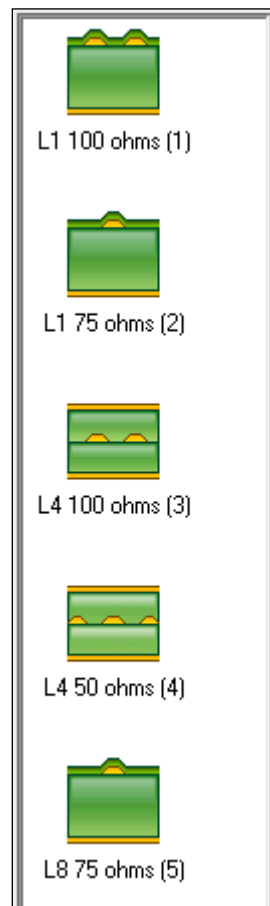 L1 100 ohms (1)
L1 75 ohms (2)
L4 100 ohms (3)
L4 50 ohms (4)
L8 75 ohms (5)